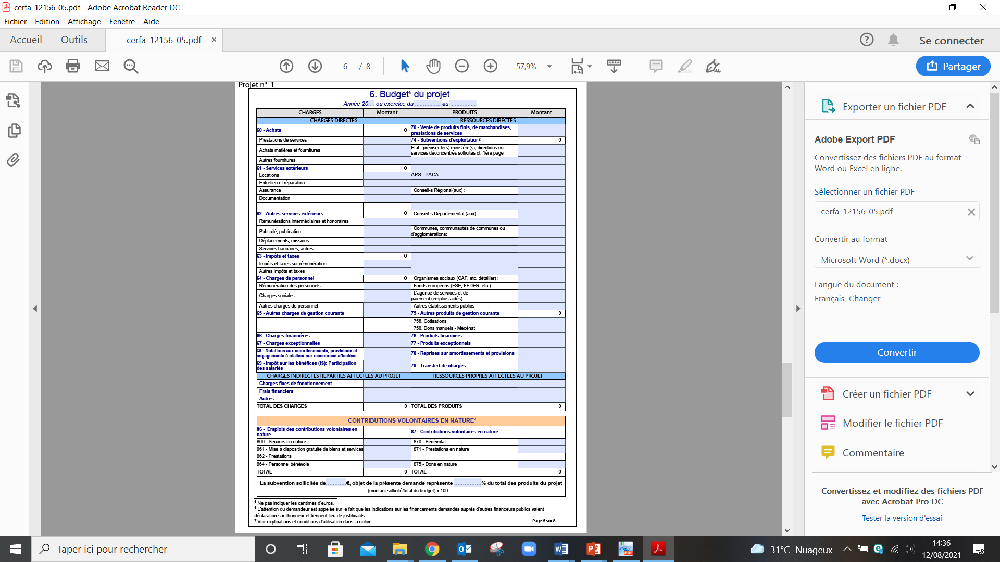 cerfa_12156-05.pdf - Adobe Acrobat Reader DC
Fichier Edition Affichage Fenêtre Aide
Accueil Outils cerfa_12156-05.pdf × Se connecter
6 / 8 57,9% Partager
Projet n° 1
6. Budget⁵ du projet
Année 20.... ou exercice du ................ au ................
CHARGES Montant PRODUITS Montant
CHARGES DIRECTES RESSOURCES DIRECTES
60 - Achats 0 70 - Vente de produits finis, de marchandises, prestations de services
Prestations de services 74 - Subventions d'exploitation² 0
Achats matières et fournitures Etat : préciser le(s) ministère(s), directions ou services déconcentrés sollicités cf. 1ère page
Autres fournitures
61 - Services extérieurs 0
Locations ARS PACA
Entretien et réparation
Assurance Conseil-s Régional(aux) :
Documentation
62 - Autres services extérieurs 0 Conseil-s Départemental (aux) :
Rémunérations intermédiaires et honoraires
Publicité, publication Communes, communautés de communes ou d'agglomérations:
Déplacements, missions
Services bancaires, autres
63 - Impôts et taxes 0
Impôts et taxes sur rémunération
Autres impôts et taxes
64 - Charges de personnel 0 Organismes sociaux (CAF, etc. détailler) :
Rémunération des personnels Fonds européens (FSE, FEDER, etc.)
Charges sociales L'agence de services et de paiement (emplois aidés)
Autres charges de personnel Autres établissements publics
65 - Autres charges de gestion courante 75 - Autres produits de gestion courante 0
756. Cotisations
758. Dons manuels - Mécénat
66 - Charges financières 76 - Produits financiers
67 - Charges exceptionnelles 77 - Produits exceptionnels
68 - Dotations aux amortissements, provisions et engagements à réaliser sur ressources affectées 78 - Reprises sur amortissements et provisions
69 - Impôt sur les bénéfices (IS); Participation des salariés 79 - Transfert de charges
CHARGES INDIRECTES REPARTIES AFFECTEES AU PROJET RESSOURCES PROPRES AFFECTEES AU PROJET
Charges fixes de fonctionnement
Frais financiers
Autres
TOTAL DES CHARGES 0 TOTAL DES PRODUITS 0
CONTRIBUTIONS VOLONTAIRES EN NATURE⁷
86 - Emplois des contributions volontaires en nature 87 - Contributions volontaires en nature
860 - Secours en nature 870 - Bénévolat
861 - Mise à disposition gratuite de biens et services 871 - Prestations en nature
862 - Prestations
864 - Personnel bénévole 875 - Dons en nature
TOTAL 0 TOTAL 0
La subvention sollicitée de............€, objet de la présente demande représente ................% du total des produits du projet
(montant sollicité/total du budget) x 100.
⁵ Ne pas indiquer les centimes d'euros.
⁶ L'attention du demandeur est appelée sur le fait que les indications sur les financements demandés auprès d'autres financeurs publics valent
déclaration sur l'honneur et tiennent lieu de justificatifs.
⁷ Voir explications et conditions d'utilisation dans la notice. Page 6 sur 8
Exporter un fichier PDF
Adobe Export PDF
Convertissez des fichiers PDF au format
Word ou Excel en ligne.
Sélectionner un fichier PDF
cerfa_12156-05.pdf
Convertir au format
Microsoft Word (*.docx)
Langue du document :
Français Changer
Convertir
Créer un fichier PDF
Modifier le fichier PDF
Commentaire
Convertissez et modifiez des fichiers PDF
avec Acrobat Pro DC
Tester la version d'essai
Taper ici pour rechercher
31°C Nuageux
14:36
12/08/2021